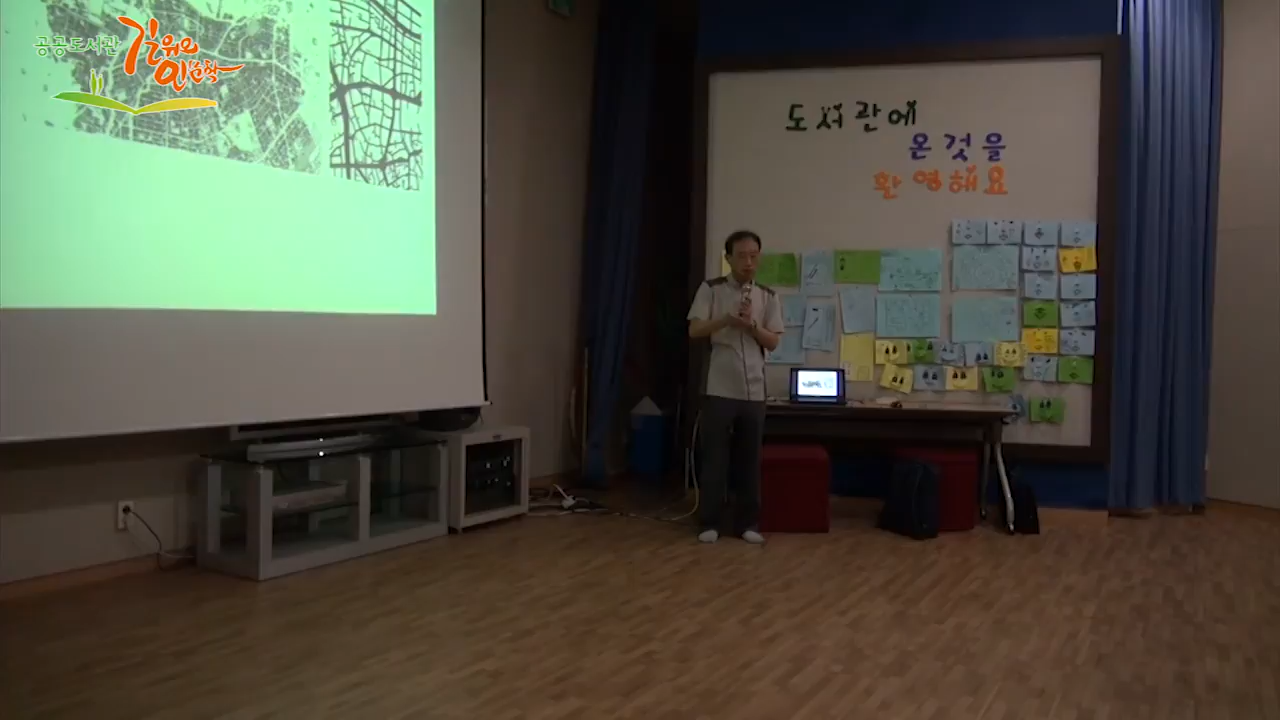 공공도서관 길위의
인문학
도서관에
온것을
환영해요